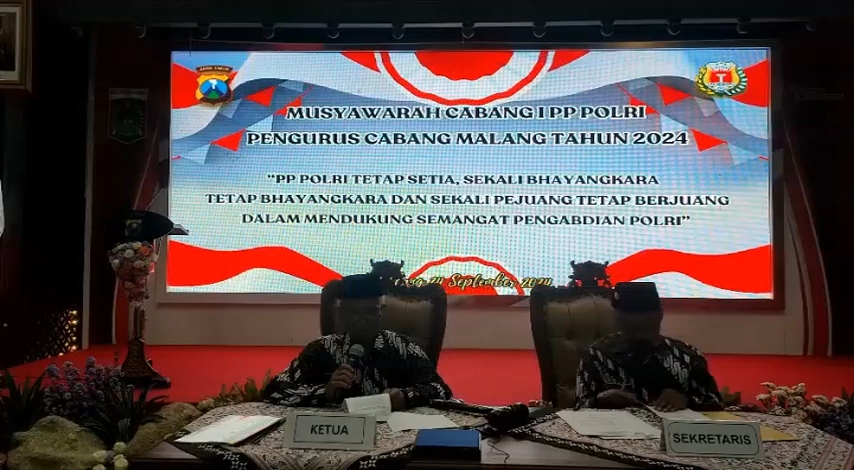 MUSYAWARAH CABANG I PP POLRI
PENGURUS CABANG MALANG TAHUN 2024
"PP POLRI TETAP SETIA, SEKALI BHAYANGKARA
TETAP BHAYANGKARA DAN SEKALI PEJUANG TETAP BERJUANG
DALAM MENDUKUNG SEMANGAT PENGABDIAN POLRI"
September 2024
KETUA
SEKRETARIS